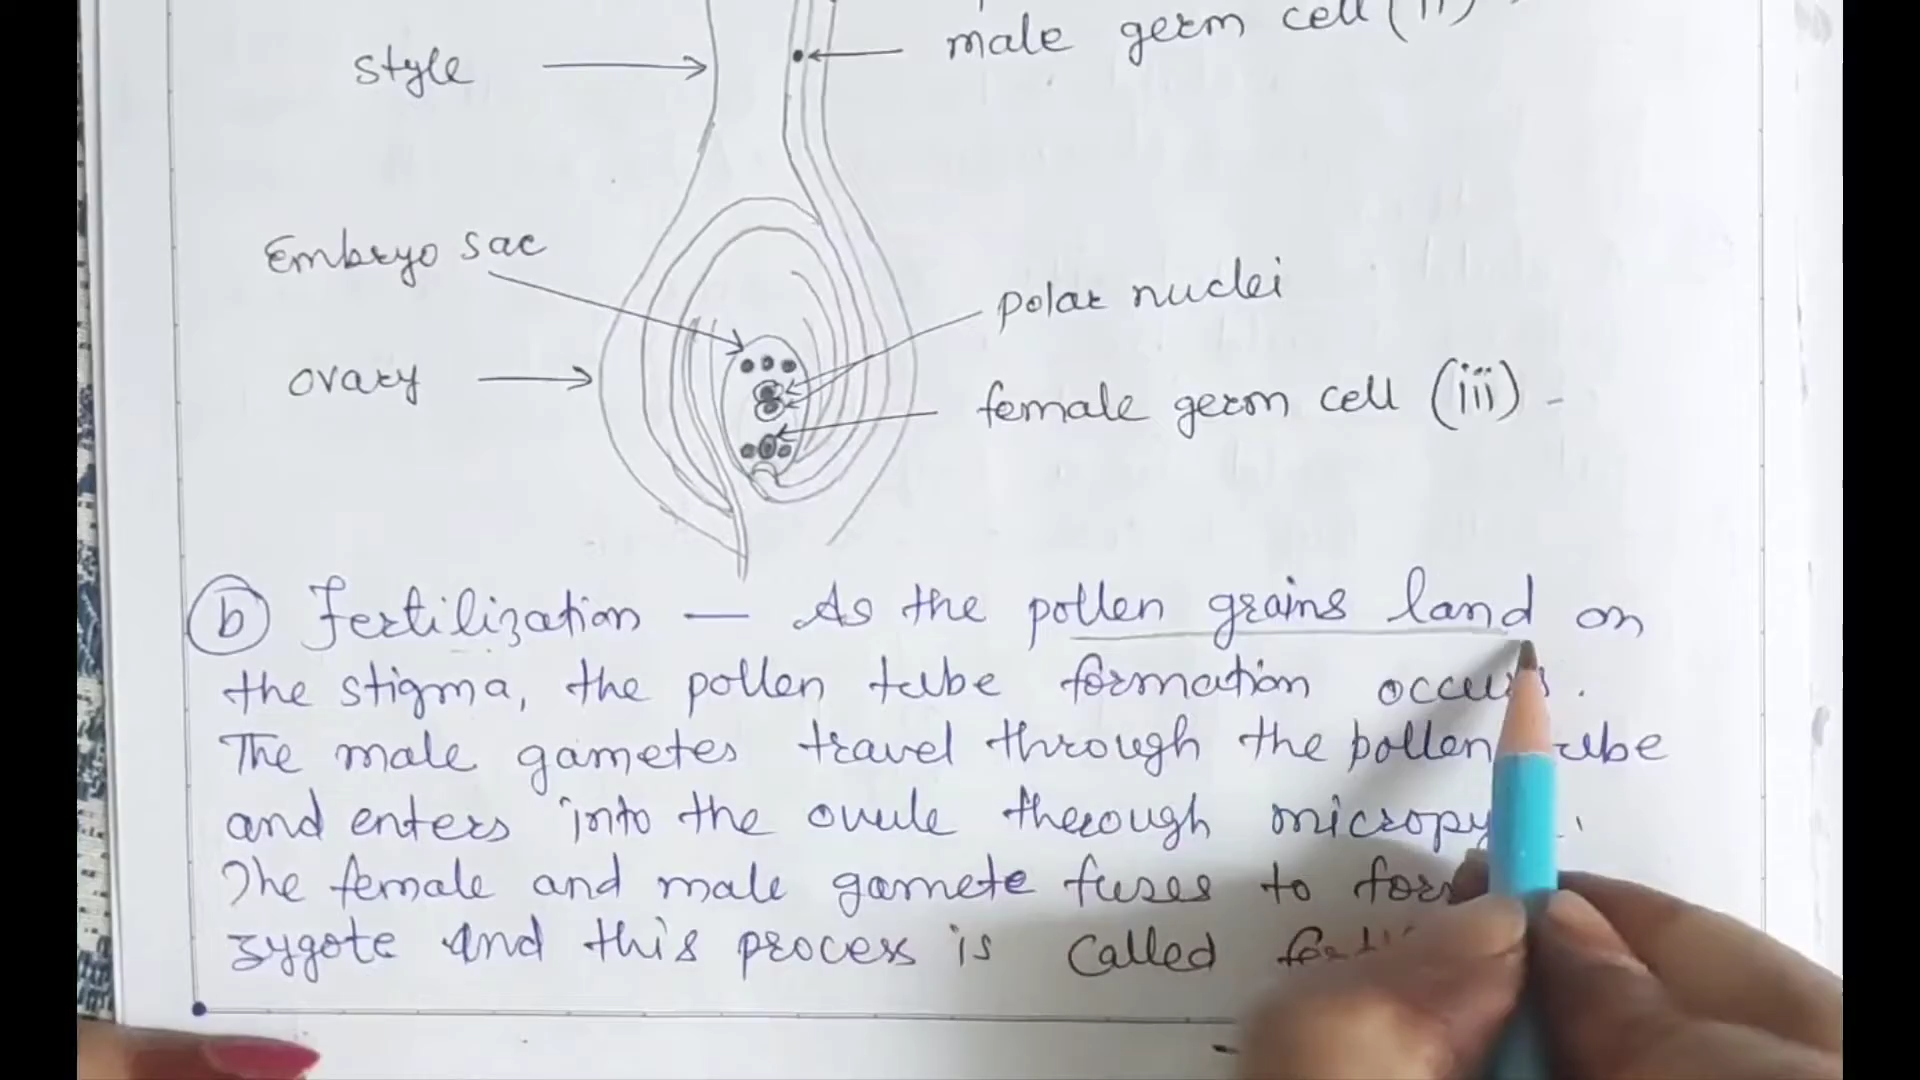 male germ cell (ii)
style
Embryo sac
polar nuclei
ovary
female germ cell (iii) -
(b) Fertilization — As the pollen grains land on
the stigma, the pollen tube formation occurs.
The male gametes travel through the pollen tube
and enters into the ovule through
The female and male gamete fuses to
zygote and this process is called